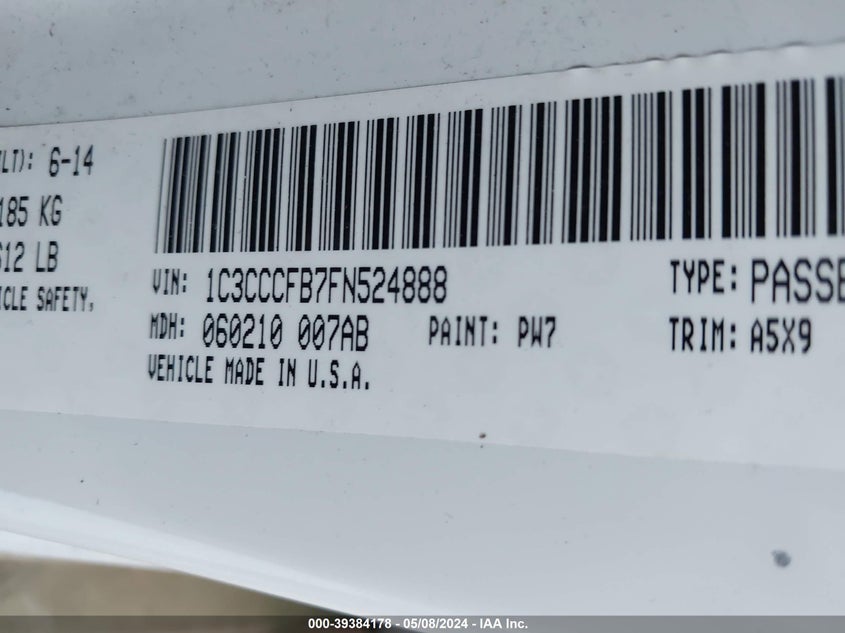 LT): 6-14
185 KG
612 LB
ICLE SAFETY,
VIN: 1C3CCCFB7FN524888
TYPE: PASSE
MDH: 060210 007AB
PAINT: PW7
TRIM: A5X9
VEHICLE MADE IN U.S.A.
000-39384178 - 05/08/2024 - IAA Inc.